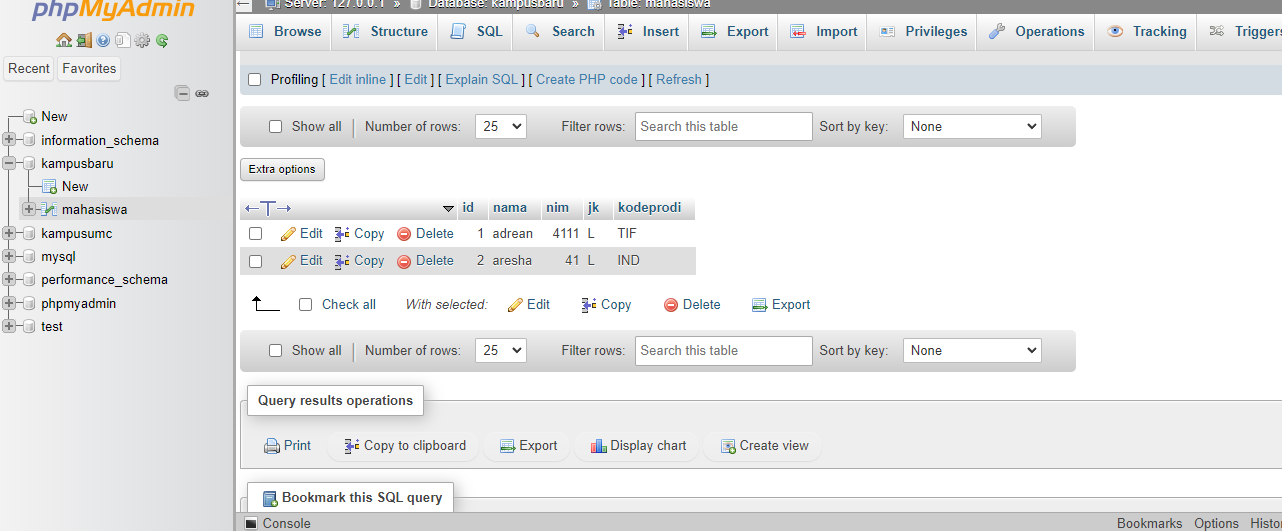 phpMyAdmin
Recent Favorites
New
information_schema
kampusbaru
New
mahasiswa
kampusumc
mysql
performance_schema
phpmyadmin
test
Server: 127.0.0.1 » Database: kampusbaru » Table: mahasiswa
Browse Structure SQL Search Insert Export Import Privileges Operations Tracking Triggers
Profiling [ Edit inline ] [ Edit ] [ Explain SQL ] [ Create PHP code ] [ Refresh ]
Show all Number of rows: 25 Filter rows: Search this table Sort by key: None
Extra options
←T→ id nama nim jk kodeprodi
Edit Copy Delete 1 adrean 4111 L TIF
Edit Copy Delete 2 aresha 41 L IND
Check all With selected: Edit Copy Delete Export
Show all Number of rows: 25 Filter rows: Search this table Sort by key: None
Query results operations
Print Copy to clipboard Export Display chart Create view
Bookmark this SQL query
Console Bookmarks Options Histo